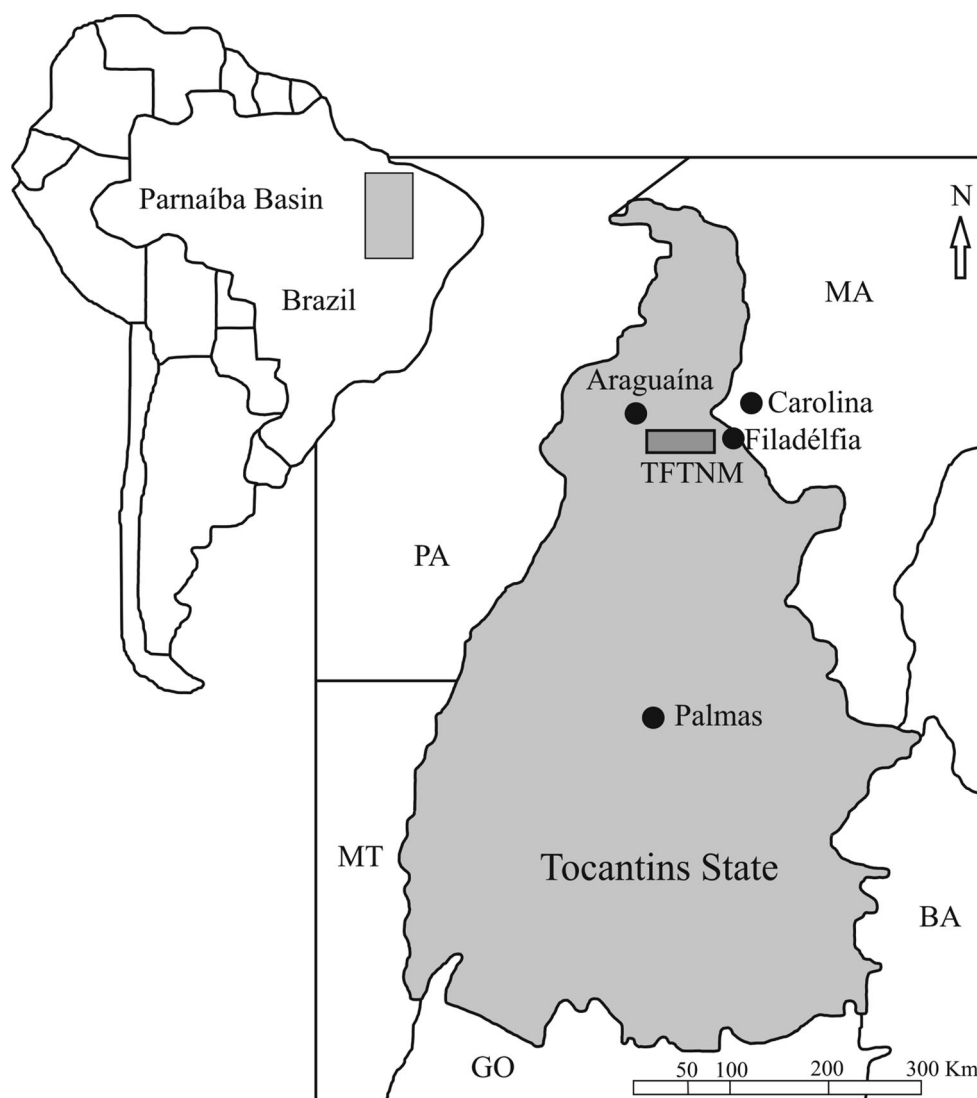 Parnaíba Basin
Brazil
N
MA
Araguaína
Carolina
Filadélfia
TFTNM
PA
Palmas
MT
Tocantins State
BA
GO
50 100 200 300 Km